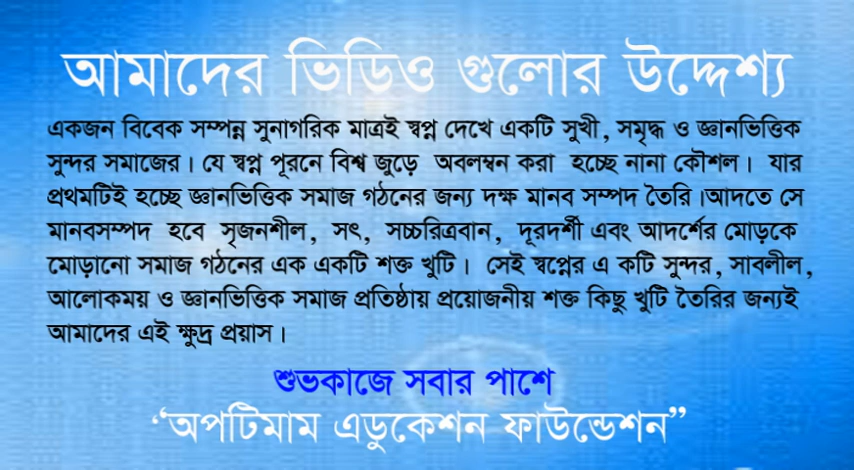 আমাদের ভিডিও গুলোর উদ্দেশ্য
একজন বিবেক সম্পন্ন সুনাগরিক মাত্রই স্বপ্ন দেখে একটি সুখী, সমৃদ্ধ ও জ্ঞানভিত্তিক
সুন্দর সমাজের। যে স্বপ্ন পূরনে বিশ্ব জুড়ে অবলম্বন করা হচ্ছে নানা কৌশল। যার
প্রথমটিই হচ্ছে জ্ঞানভিত্তিক সমাজ গঠনের জন্য দক্ষ মানব সম্পদ তৈরি।আদতে সে
মানবসম্পদ হবে সৃজনশীল, সৎ, সচ্চরিত্রবান, দূরদর্শী এবং আদর্শের মোড়কে
মোড়ানো সমাজ গঠনের এক একটি শক্ত খুটি। সেই স্বপ্নের এ কটি সুন্দর, সাবলীল,
আলোকময় ও জ্ঞানভিত্তিক সমাজ প্রতিষ্ঠায় প্রয়োজনীয় শক্ত কিছু খুটি তৈরির জন্যই
আমাদের এই ক্ষুদ্র প্রয়াস।
শুভকাজে সবার পাশে
“অপটিমাম এডুকেশন ফাউন্ডেশন”